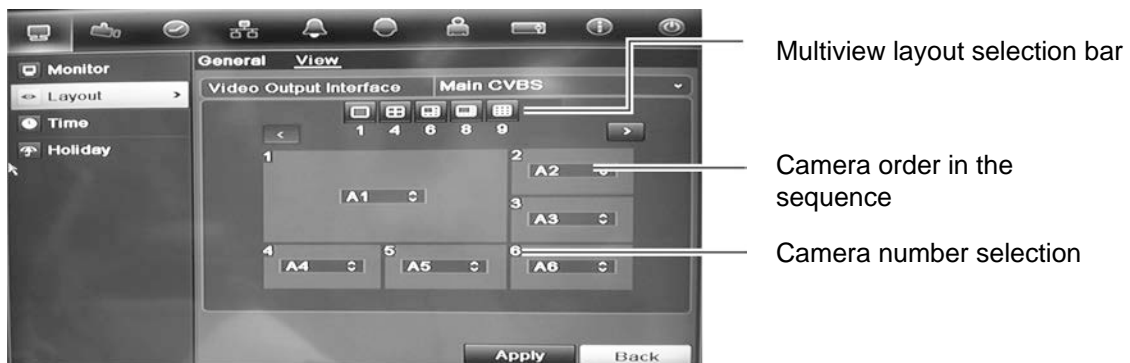 General View
Monitor
Video Output Interface Main CVBS
Layout >
1 4 6 8 9
Time
< >
Holiday
1 A1
2 A2
3 A3
4 A4
5 A5
6 A6
Apply Back
Multiview layout selection bar
Camera order in the
sequence
Camera number selection